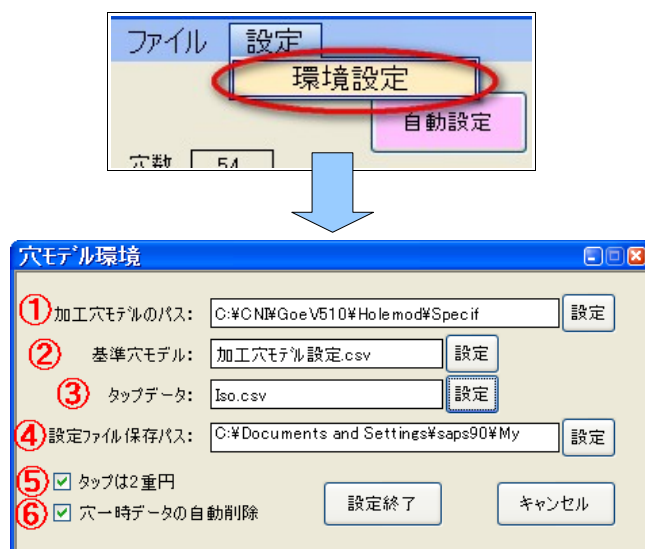 ファイル 設定
環境設定
自動設定
穴数 54
穴ﾓﾃﾞﾙ環境
①加工穴ﾓﾃﾞﾙのパス: C:¥CNI¥GoeV510¥Holemod¥Specif 設定
② 基準穴モデル: 加工穴ﾓﾃﾞﾙ設定.csv 設定
③ タップデータ: Iso.csv 設定
④設定ﾌｧｲﾙ保存パス: C:¥Documents and Settings¥saps90¥My 設定
⑤ タップは2重円
⑥ 穴一時データの自動削除
設定終了 キャンセル